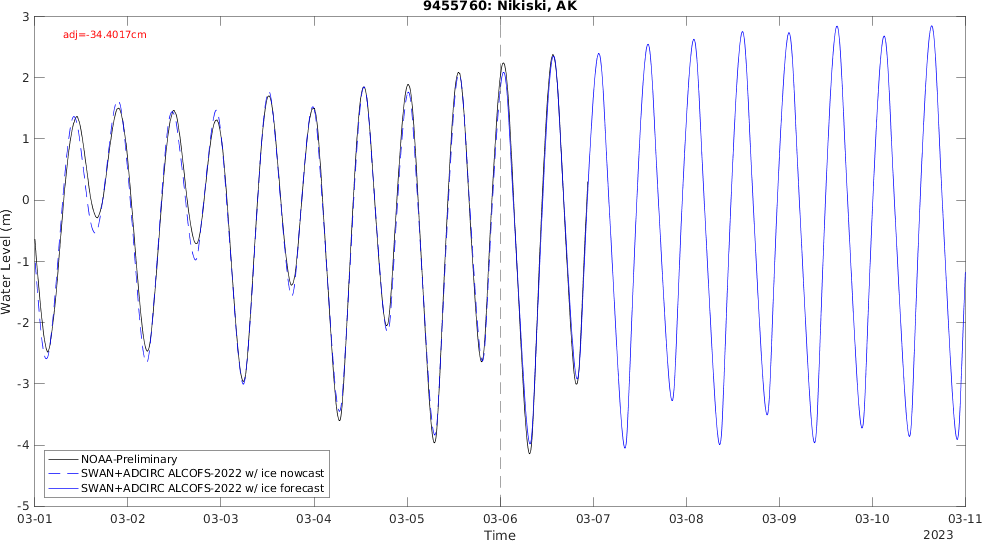 9455760: Nikiski, AK
adj=-34.4017cm
3
2
1
0
-1
-2
-3
-4
-5
Water Level (m)
NOAA-Preliminary
SWAN+ADCIRC ALCOFS-2022 w/ ice nowcast
SWAN+ADCIRC ALCOFS-2022 w/ ice forecast
03-01 03-02 03-03 03-04 03-05 03-06 03-07 03-08 03-09 03-10 03-11
Time
2023